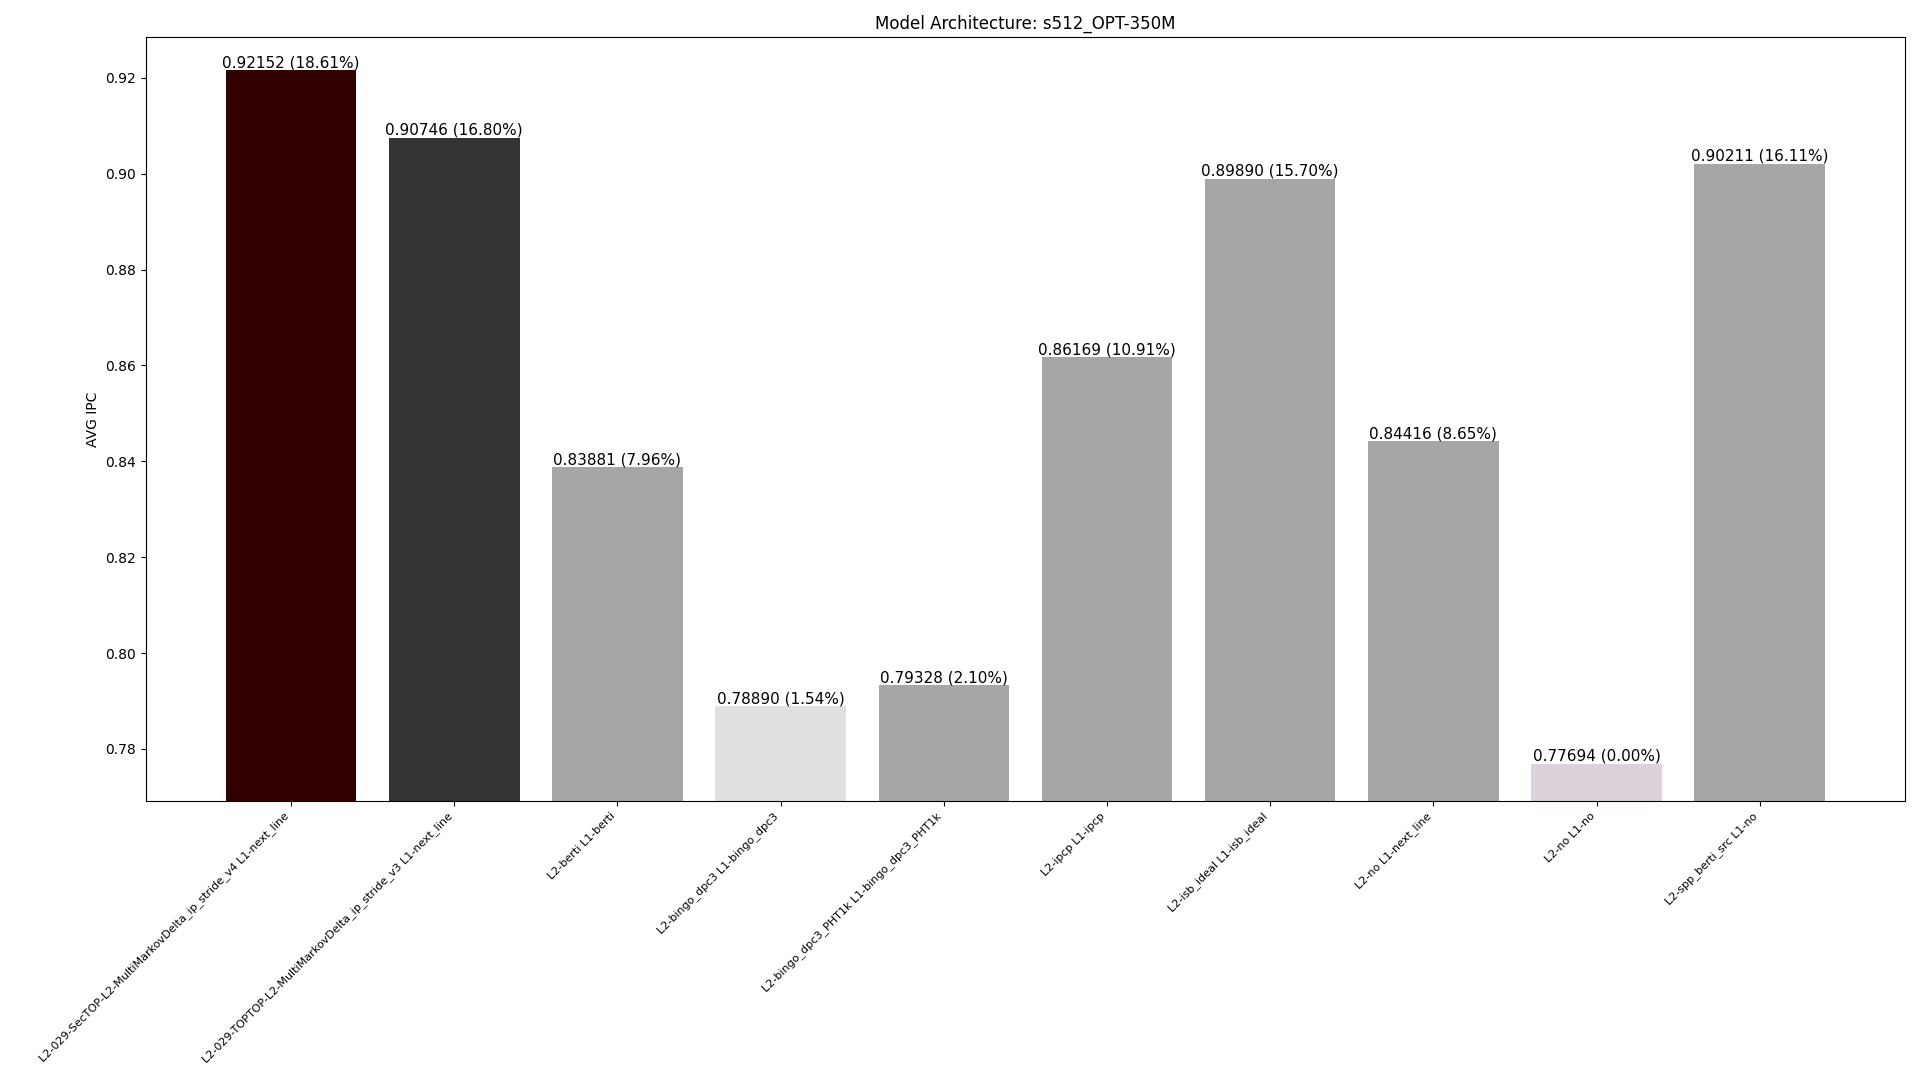 Model Architecture: s512_OPT-350M
AVG IPC
0.92
0.90
0.88
0.86
0.84
0.82
0.80
0.78
0.92152 (18.61%)
0.90746 (16.80%)
0.83881 (7.96%)
0.78890 (1.54%)
0.79328 (2.10%)
0.86169 (10.91%)
0.89890 (15.70%)
0.84416 (8.65%)
0.77694 (0.00%)
0.90211 (16.11%)
L2-029-SecTOP-L2-MultiMarkovDelta_ip_stride_v4 L1-next_line
L2-029-TOPTOP-L2-MultiMarkovDelta_ip_stride_v3 L1-next_line
L2-berti L1-berti
L2-bingo_dpc3 L1-bingo_dpc3
L2-bingo_dpc3_PHT1k L1-bingo_dpc3_PHT1k
L2-ipcp L1-ipcp
L2-isb_ideal L1-isb_ideal
L2-no L1-next_line
L2-no L1-no
L2-spp_berti_src L1-no